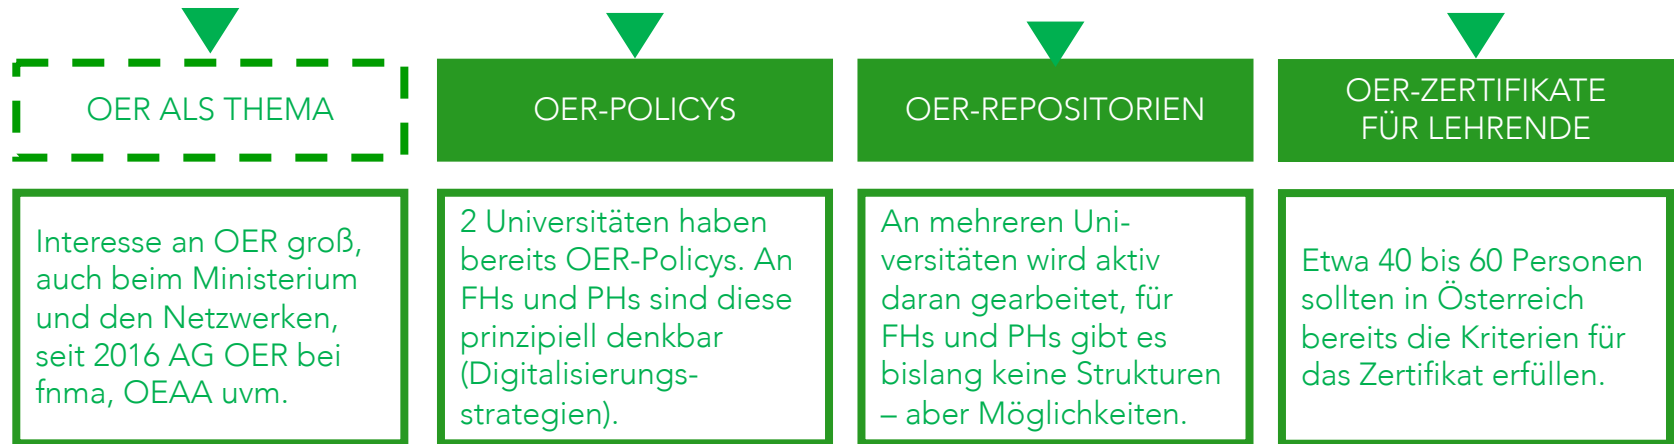 OER ALS THEMA
Interesse an OER groß,
auch beim Ministerium
und den Netzwerken,
seit 2016 AG OER bei
fnma, OEAA uvm.
OER-POLICYS
2 Universitäten haben
bereits OER-Policys. An
FHs und PHs sind diese
prinzipiell denkbar
(Digitalisierungs-
strategien).
OER-REPOSITORIEN
An mehreren Uni-
versitäten wird aktiv
daran gearbeitet, für
FHs und PHs gibt es
bislang keine Strukturen
– aber Möglichkeiten.
OER-ZERTIFIKATE
FÜR LEHRENDE
Etwa 40 bis 60 Personen
sollten in Österreich
bereits die Kriterien für
das Zertifikat erfüllen.